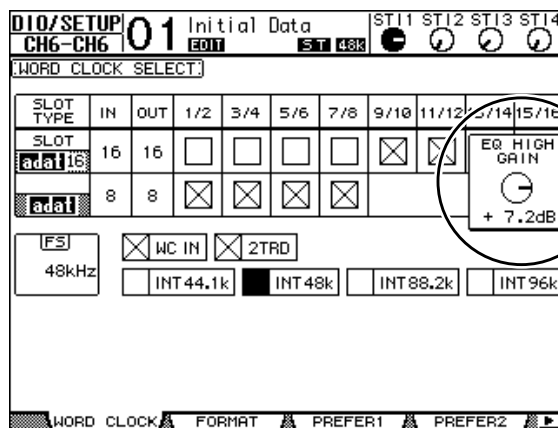 DIO/SETUP 01 Initial Data ST1 ST2 ST3 ST4
CH6-CH6 EDIT ST 48k
WORD CLOCK SELECT
SLOT TYPE IN OUT 1/2 3/4 5/6 7/8 9/10 11/12 13/14 15/16
SLOT
adat 16 16 16
adat 8 8
EQ HIGH
GAIN
+ 7.2dB
FS
48kHz
WC IN 2TRD
INT44.1k INT48k INT88.2k INT96k
WORD CLOCK FORMAT PREFER1 PREFER2